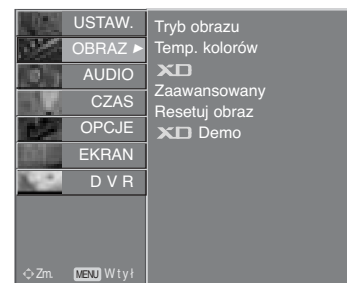 USTAW.
OBRAZ ►
AUDIO
CZAS
OPCJE
EKRAN
D V R
Zm. MENU Wtył
Tryb obrazu
Temp. kolorów
XD
Zaawansowany
Resetuj obraz
XD Demo